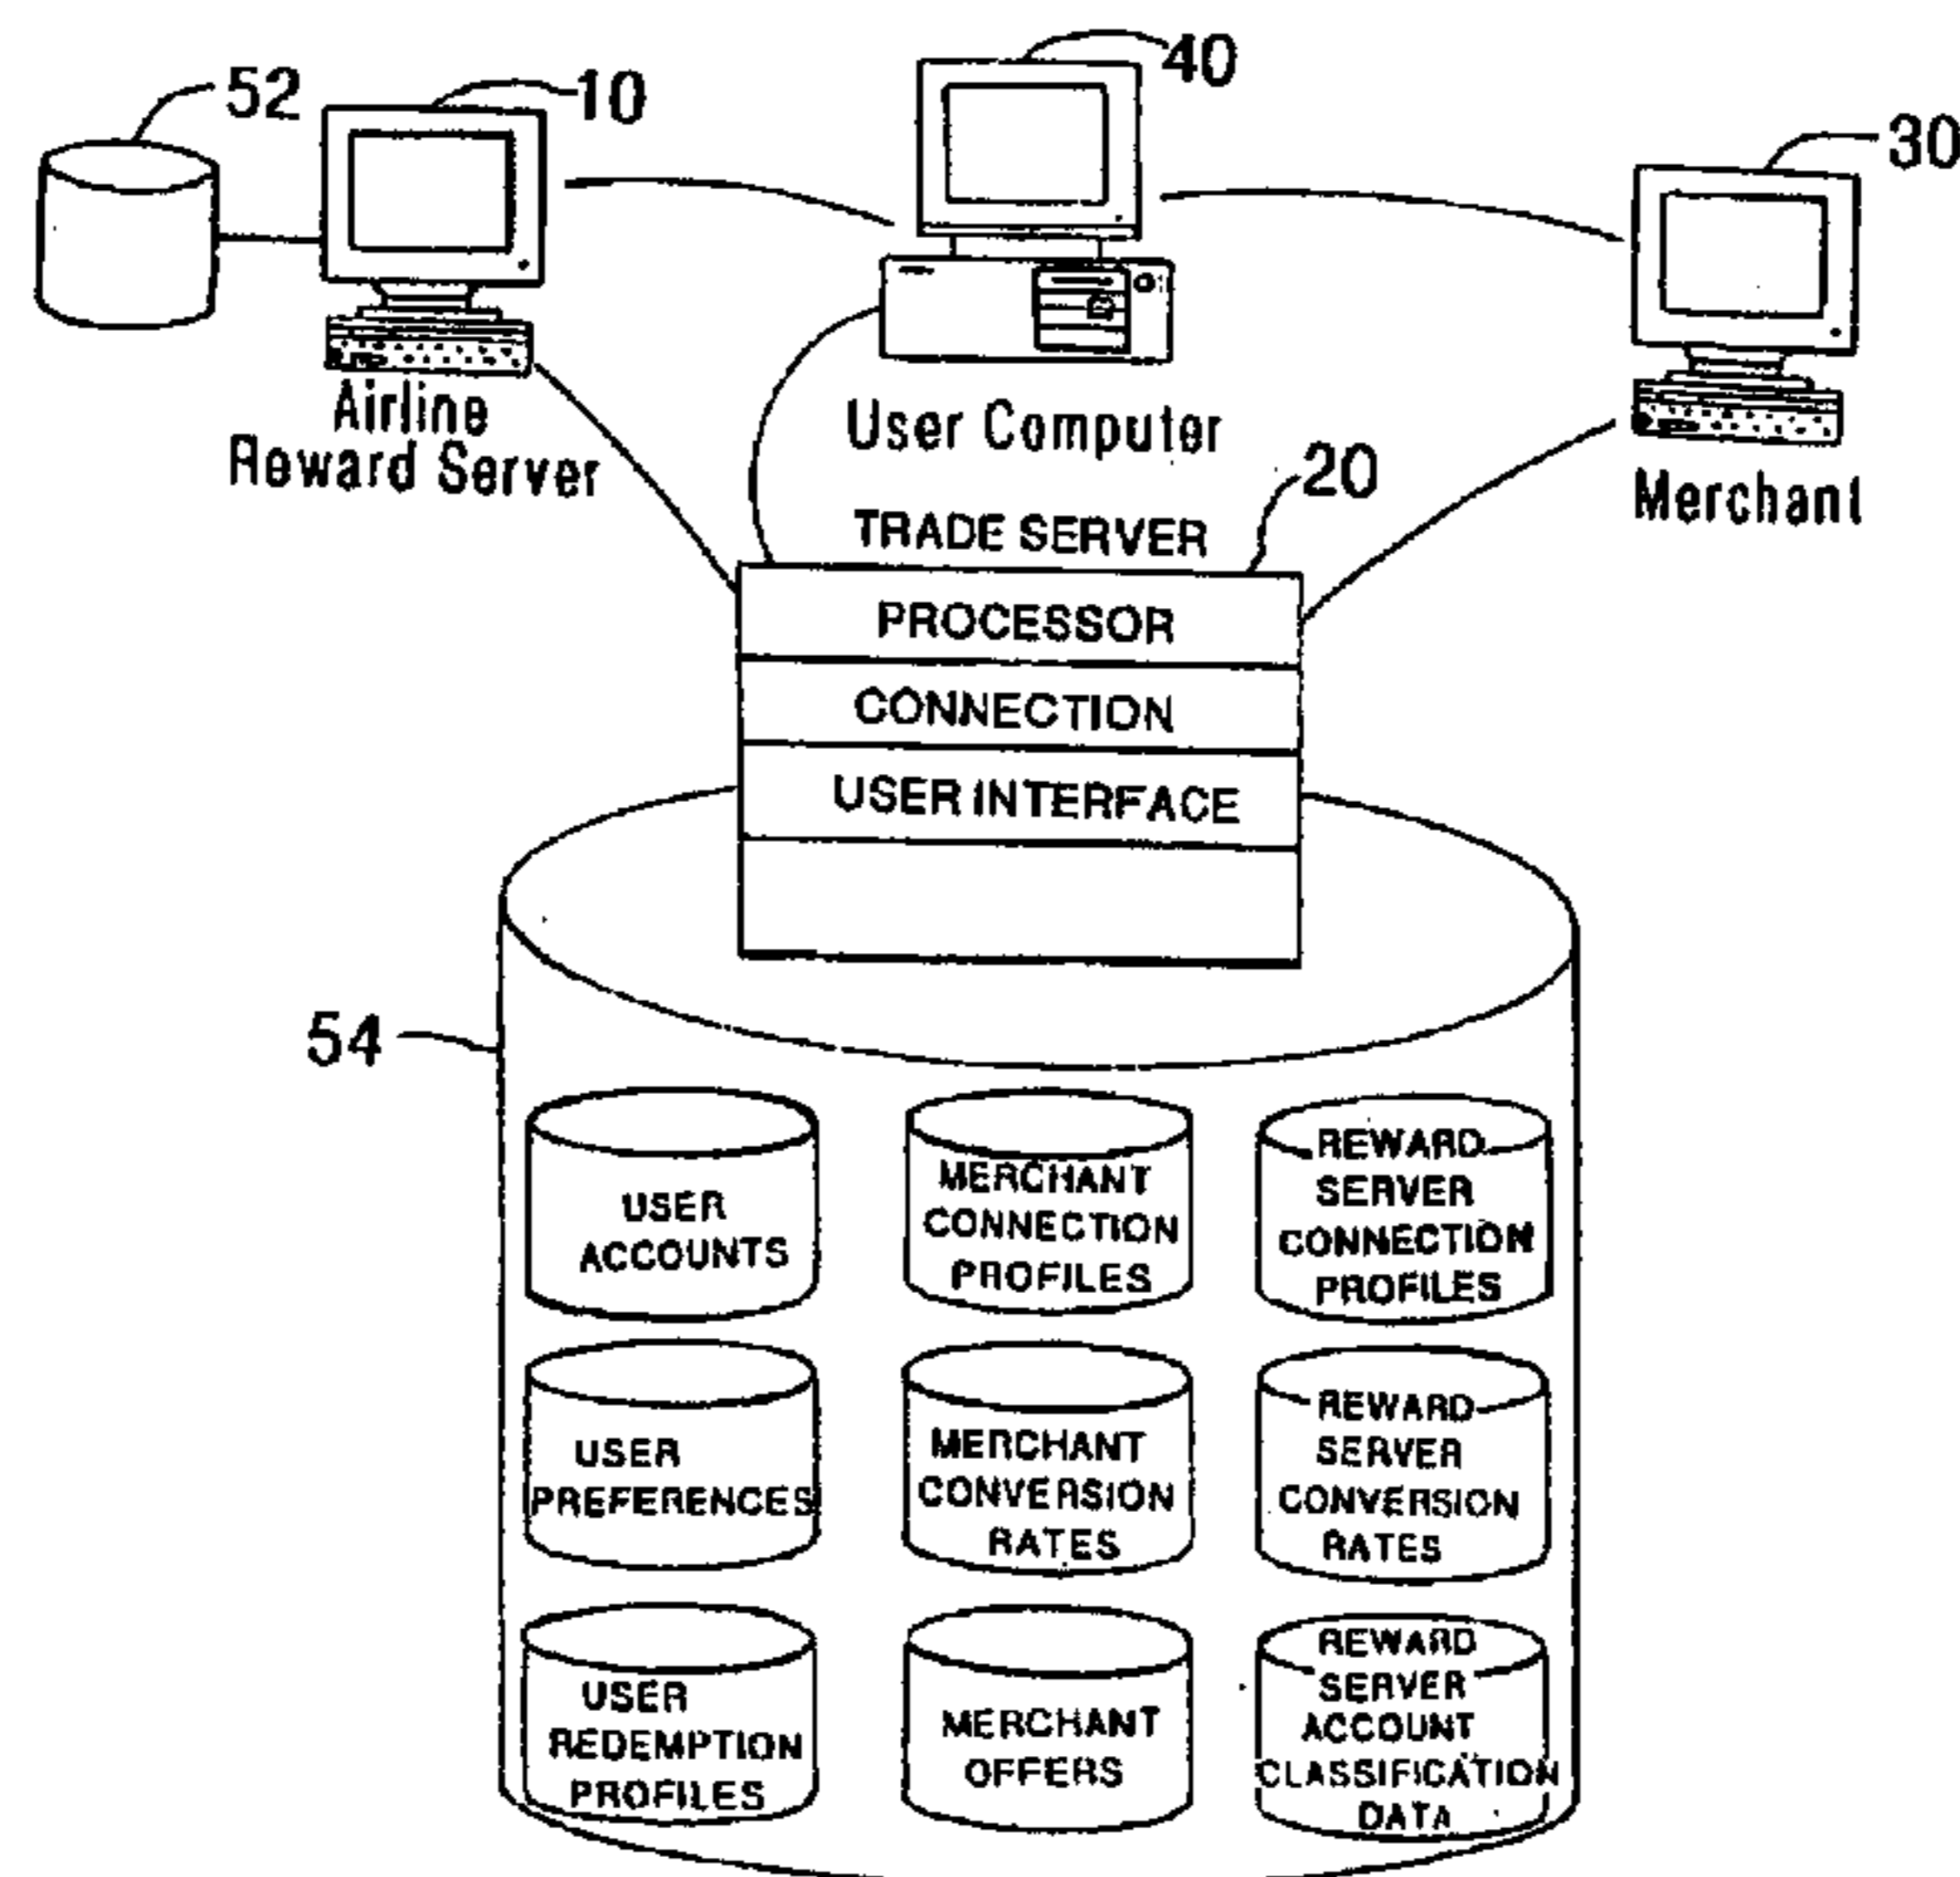 40
52
10
30
Airline
Reward Server
User Computer
20
Merchant
TRADE SERVER
PROCESSOR
CONNECTION
USER INTERFACE
54
USER
ACCOUNTS
MERCHANT
CONNECTION
PROFILES
REWARD
SERVER
CONNECTION
PROFILES
USER
PREFERENCES
MERCHANT
CONVERSION
RATES
REWARD
SERVER
CONVERSION
RATES
USER
REDEMPTION
PROFILES
MERCHANT
OFFERS
REWARD
SERVER
ACCOUNT
CLASSIFICATION
DATA